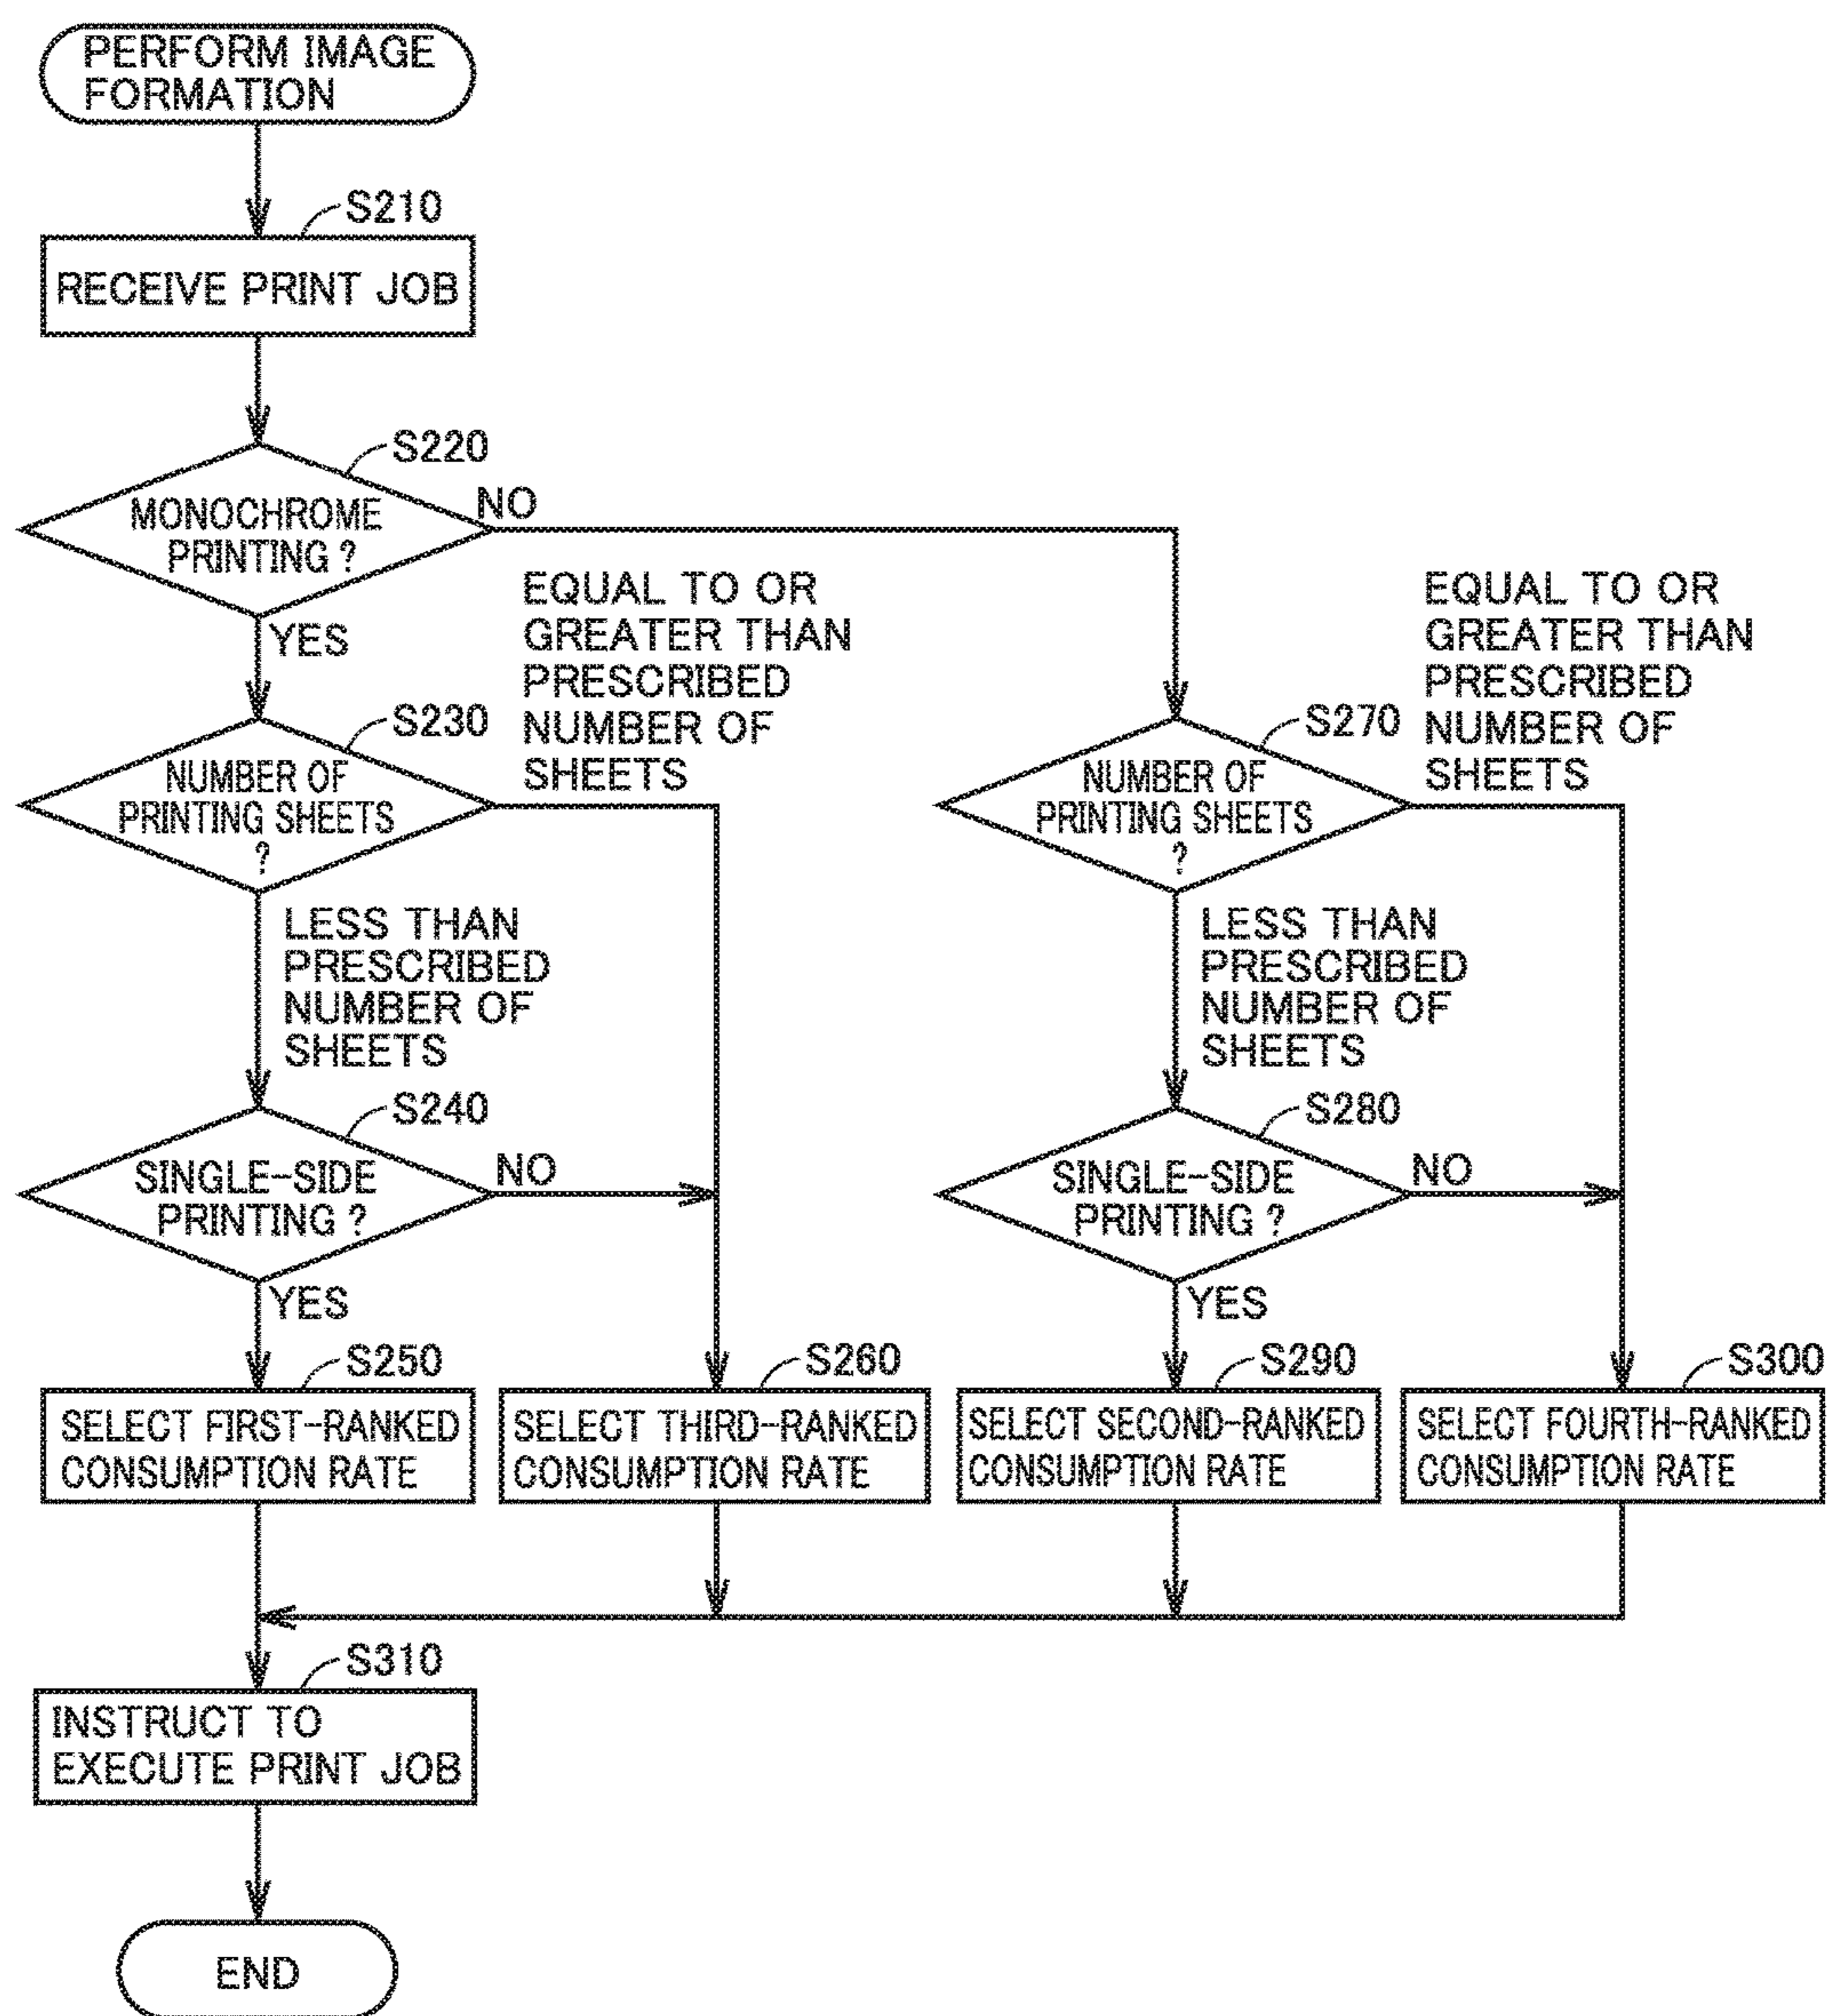 PERFORM IMAGE
FORMATION
S210
RECEIVE PRINT JOB
S220
MONOCHROME
PRINTING ?
NO
YES
EQUAL TO OR
GREATER THAN
PRESCRIBED
NUMBER OF
SHEETS
EQUAL TO OR
GREATER THAN
PRESCRIBED
NUMBER OF
SHEETS
S230
NUMBER OF
PRINTING SHEETS
?
S270
NUMBER OF
PRINTING SHEETS
?
LESS THAN
PRESCRIBED
NUMBER OF
SHEETS
LESS THAN
PRESCRIBED
NUMBER OF
SHEETS
S240
SINGLE-SIDE
PRINTING ?
NO
YES
S280
SINGLE-SIDE
PRINTING ?
NO
YES
S250
SELECT FIRST-RANKED
CONSUMPTION RATE
S260
SELECT THIRD-RANKED
CONSUMPTION RATE
S290
SELECT SECOND-RANKED
CONSUMPTION RATE
S300
SELECT FOURTH-RANKED
CONSUMPTION RATE
S310
INSTRUCT TO
EXECUTE PRINT JOB
END